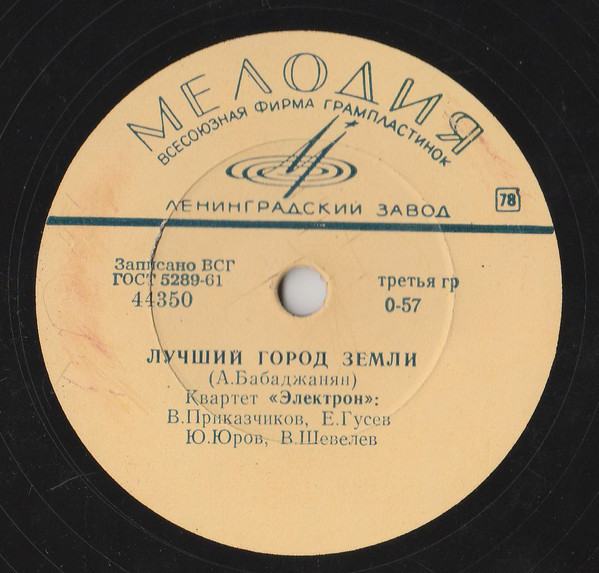 МЕЛОДИЯ
ВСЕСОЮЗНАЯ ФИРМА ГРАМПЛАСТИНОК
ЛЕНИНГРАДСКИЙ ЗАВОД
78
Записано ВСГ
ГОСТ 5289-61
44350
третья гр
0-57
ЛУЧШИЙ ГОРОД ЗЕМЛИ
(А.Бабаджанян)
Квартет «Электрон»:
В.Приказчиков, Е.Гусев
Ю.Юров, В.Шевелев